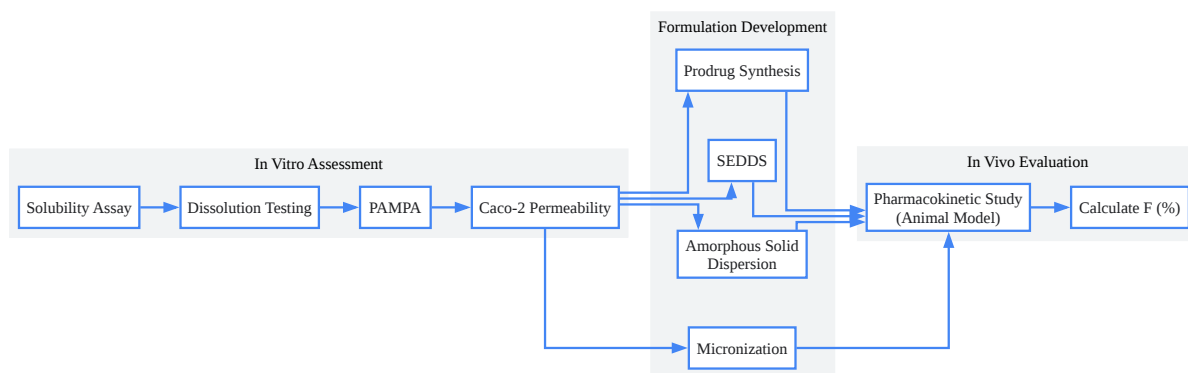 Formulation Development
Prodrug Synthesis
In Vitro Assessment
SEDDS
In Vivo Evaluation
Solubility Assay
Dissolution Testing
PAMPA
Caco-2 Permeability
Pharmacokinetic Study
(Animal Model)
Calculate F (%)
Amorphous Solid
Dispersion
Micronization